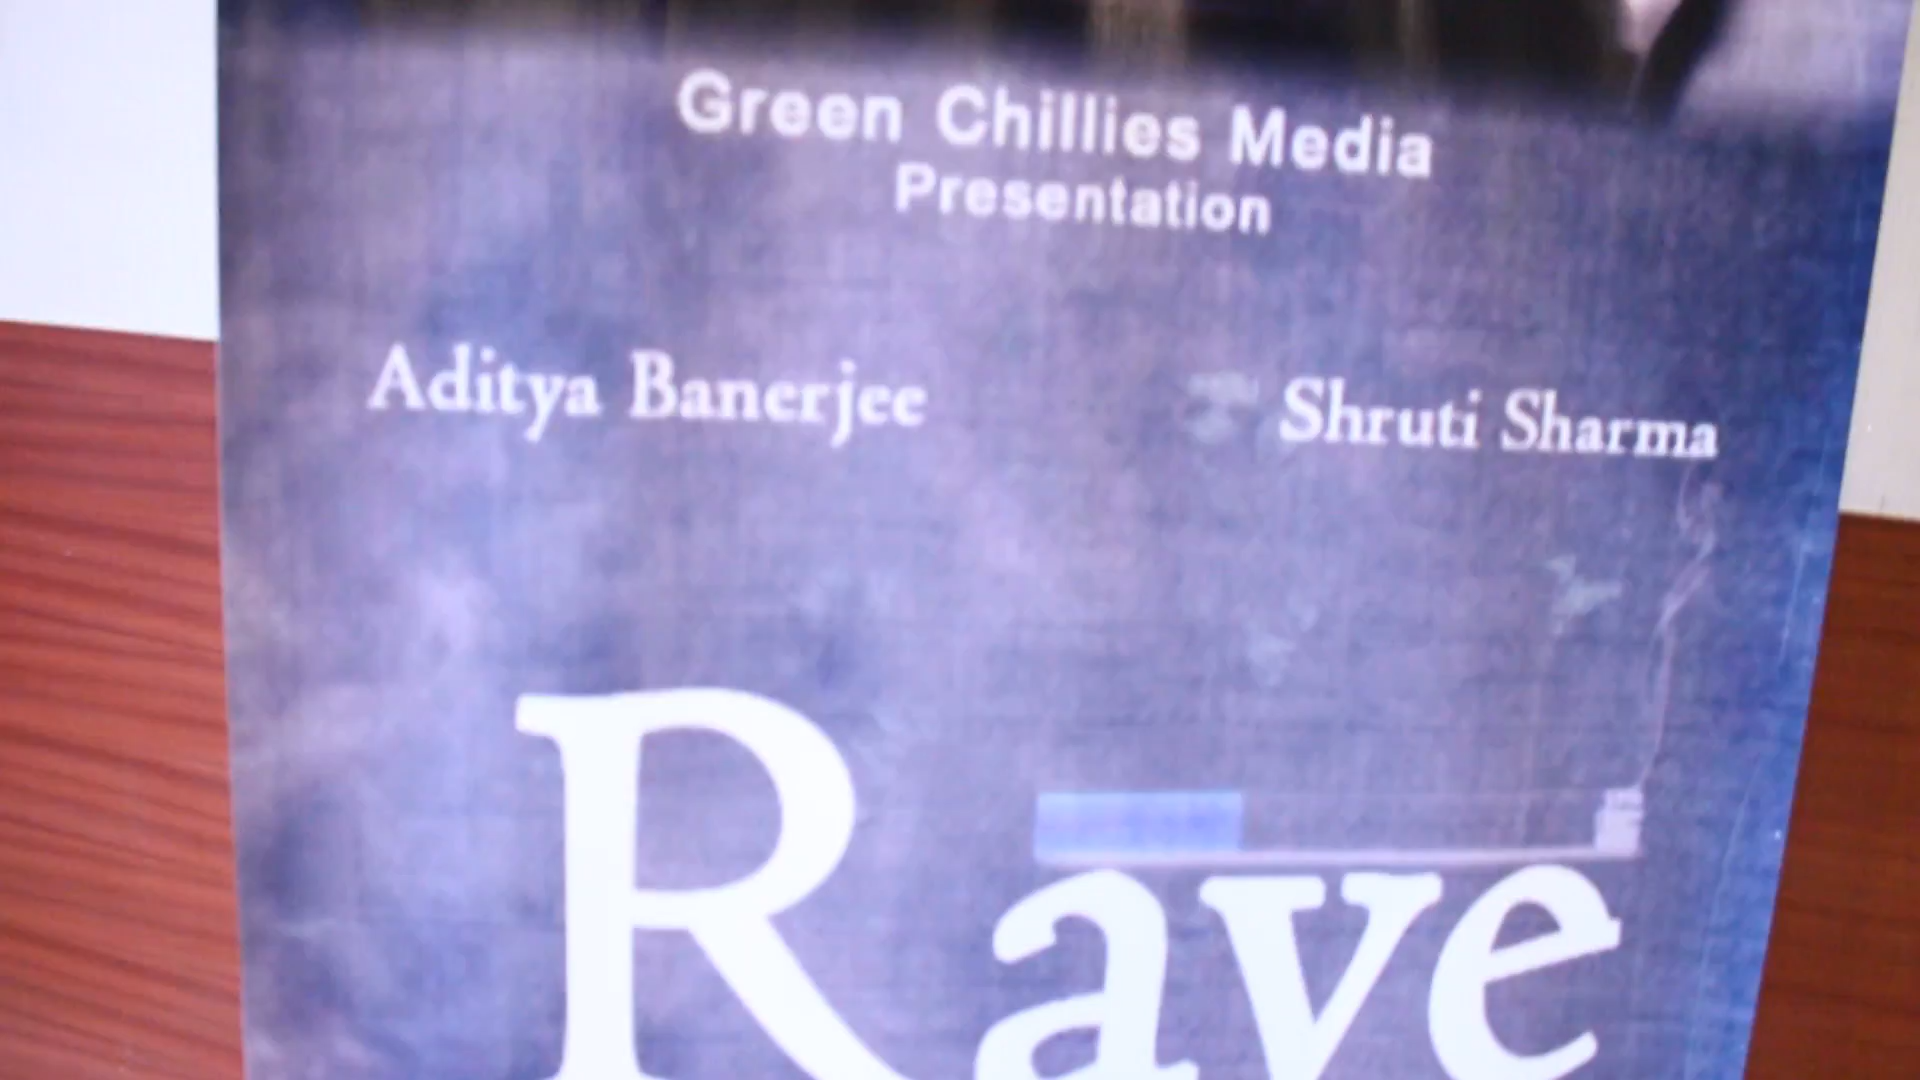 Green Chillies Media
Presentation
Aditya Banerjee
Shruti Sharma
Rave